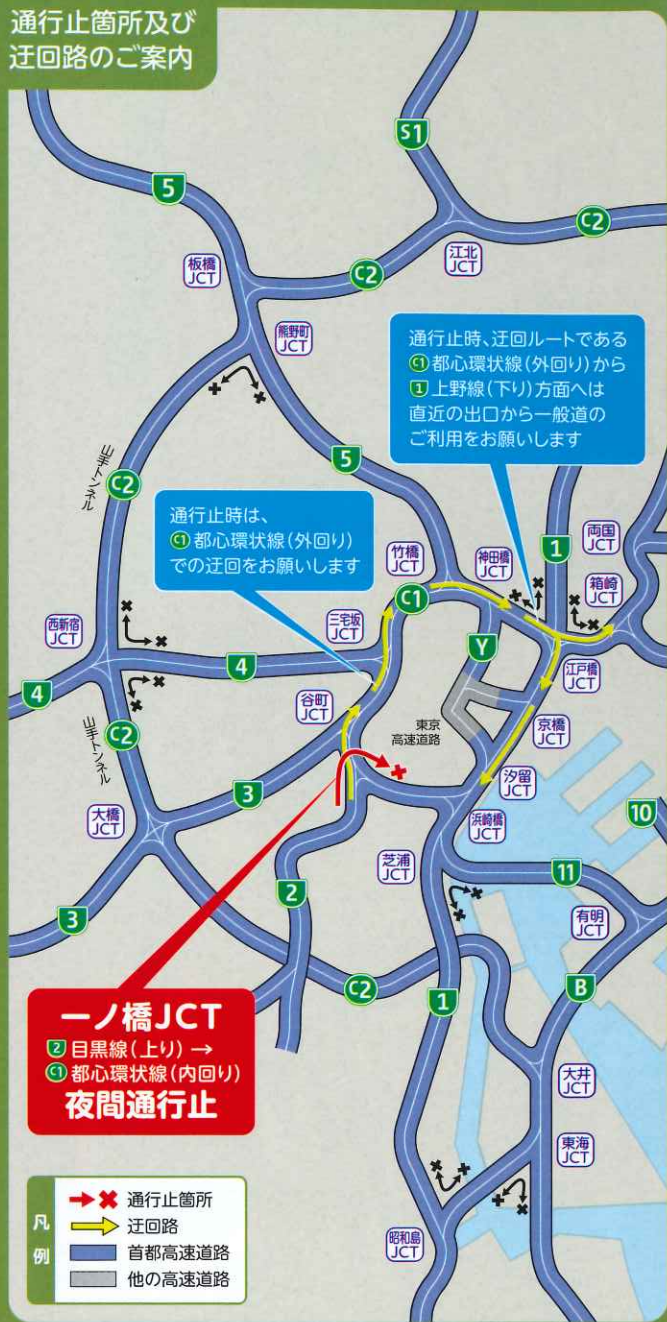 通行止箇所及び
迂回路のご案内
S1
5
C2
板橋
JCT
C2
江北
JCT
熊野町
JCT
通行止時、迂回ルートである
C1 都心環状線(外回り)から
1 上野線(下り)方面へは
直近の出口から一般道の
ご利用をお願いします
山手トンネル
C2
5
通行止時は、
C1 都心環状線(外回り)
での迂回をお願いします
竹橋
JCT
神田橋
JCT
1
両国
JCT
箱崎
JCT
C1
西新宿
JCT
三宅坂
JCT
Y
4
4
谷町
JCT
江戸橋
JCT
東京
高速道路
京橋
JCT
山手トンネル
C2
汐留
JCT
3
大橋
JCT
浜崎橋
JCT
10
芝浦
JCT
11
2
有明
JCT
3
C2
1
B
一ノ橋JCT
2 目黒線(上り) →
C1 都心環状線(内回り)
夜間通行止
大井
JCT
東海
JCT
昭和島
JCT
凡例
通行止箇所
迂回路
首都高速道路
他の高速道路